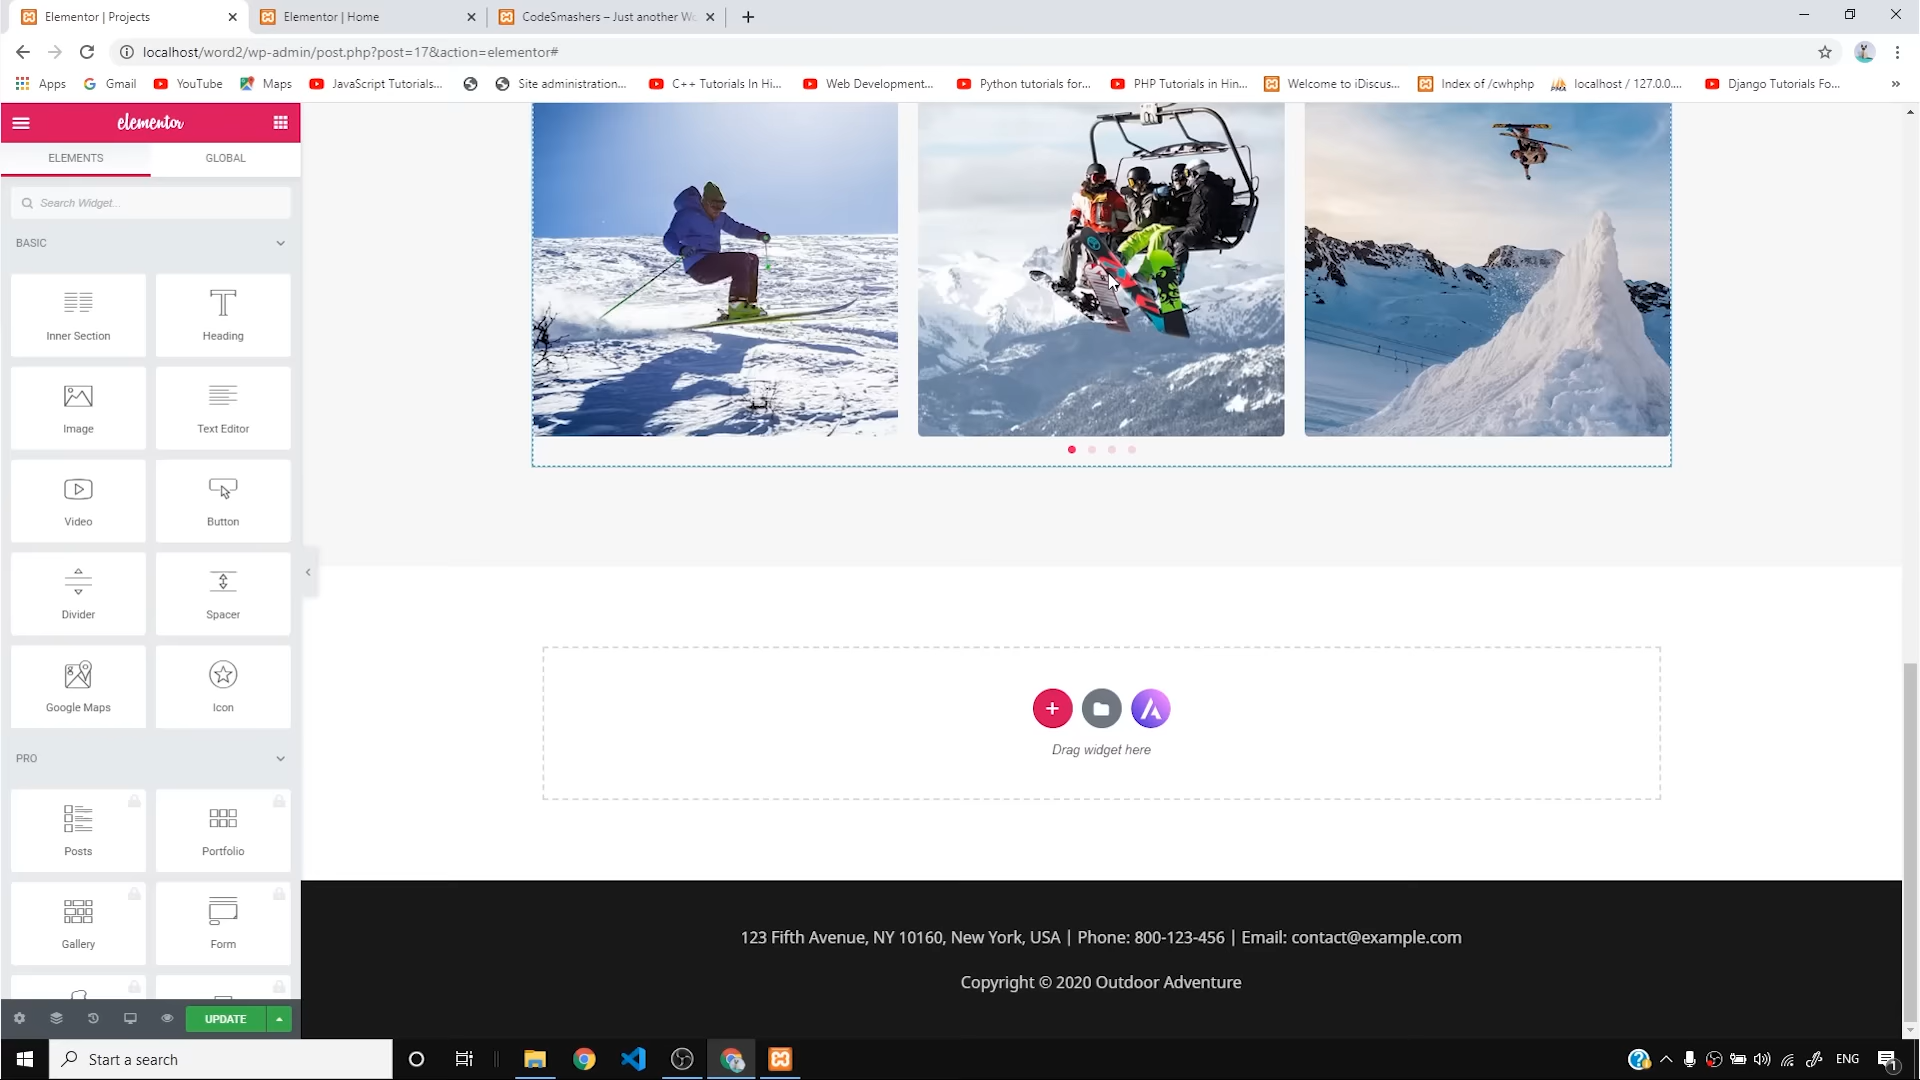 Elementor | Projects
Elementor | Home
CodeSmashers – Just another Wo
localhost/word2/wp-admin/post.php?post=17&action=elementor#
Apps
Gmail
YouTube
Maps
JavaScript Tutorials...
Site administration...
C++ Tutorials In Hi...
Web Development...
Python tutorials for...
PHP Tutorials in Hin...
Welcome to iDiscus...
Index of /cwhphp
localhost / 127.0.0....
Django Tutorials Fo...
»
elementor
ELEMENTS
GLOBAL
Search Widget...
BASIC
Inner Section
Heading
Image
Text Editor
Video
Button
Divider
Spacer
Google Maps
Icon
PRO
Posts
Portfolio
Gallery
Form
UPDATE
Drag widget here
123 Fifth Avenue, NY 10160, New York, USA | Phone: 800-123-456 | Email: contact@example.com
Copyright © 2020 Outdoor Adventure
Start a search
ENG
1